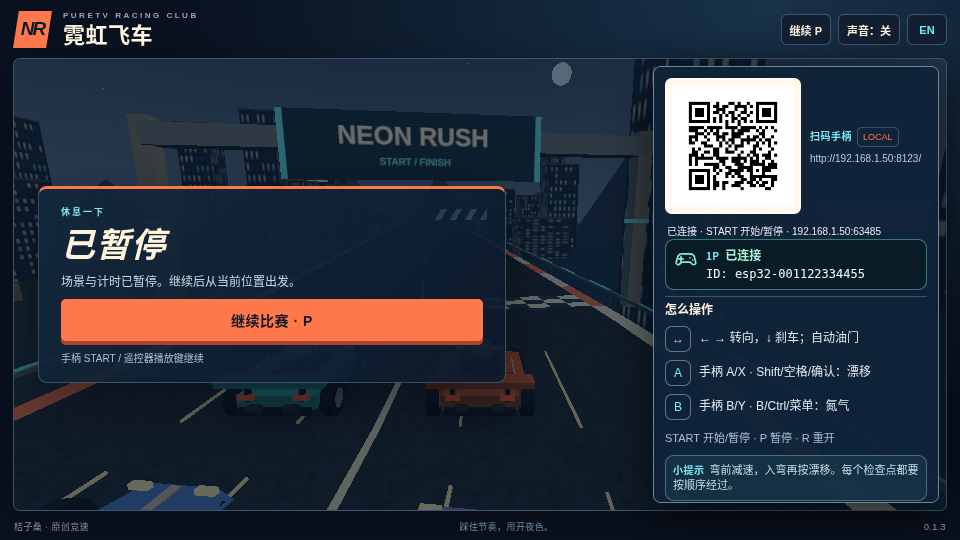 NR
PURETV RACING CLUB
霓虹飞车
继续 P
声音：关
EN
NEON RUSH
START / FINISH
休息一下
已暂停
场景与计时已暂停。继续后从当前位置出发。
继续比赛 · P
手柄 START / 遥控器播放键继续
扫码手柄 LOCAL
http://192.168.1.50:8123/
已连接 · START 开始/暂停 · 192.168.1.50:63485
1P 已连接
ID: esp32-001122334455
怎么操作
↔ ← → 转向，↓ 刹车；自动油门
A 手柄 A/X · Shift/空格/确认：漂移
B 手柄 B/Y · B/Ctrl/菜单：氮气
START 开始/暂停 · P 暂停 · R 重开
小提示 弯前减速，入弯再按漂移。每个检查点都要
按顺序经过。
桔子桑 · 原创竞速
踩住节奏，甩开夜色。
0.1.3